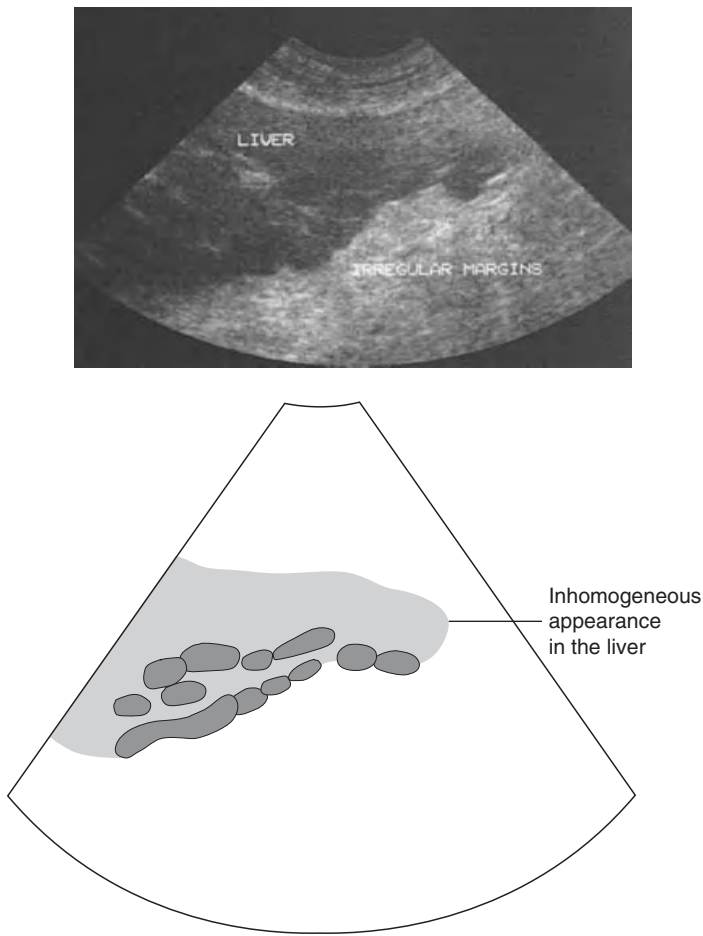 LIVER
IRREGULAR MARGINS
Inhomogeneous
appearance
in the liver